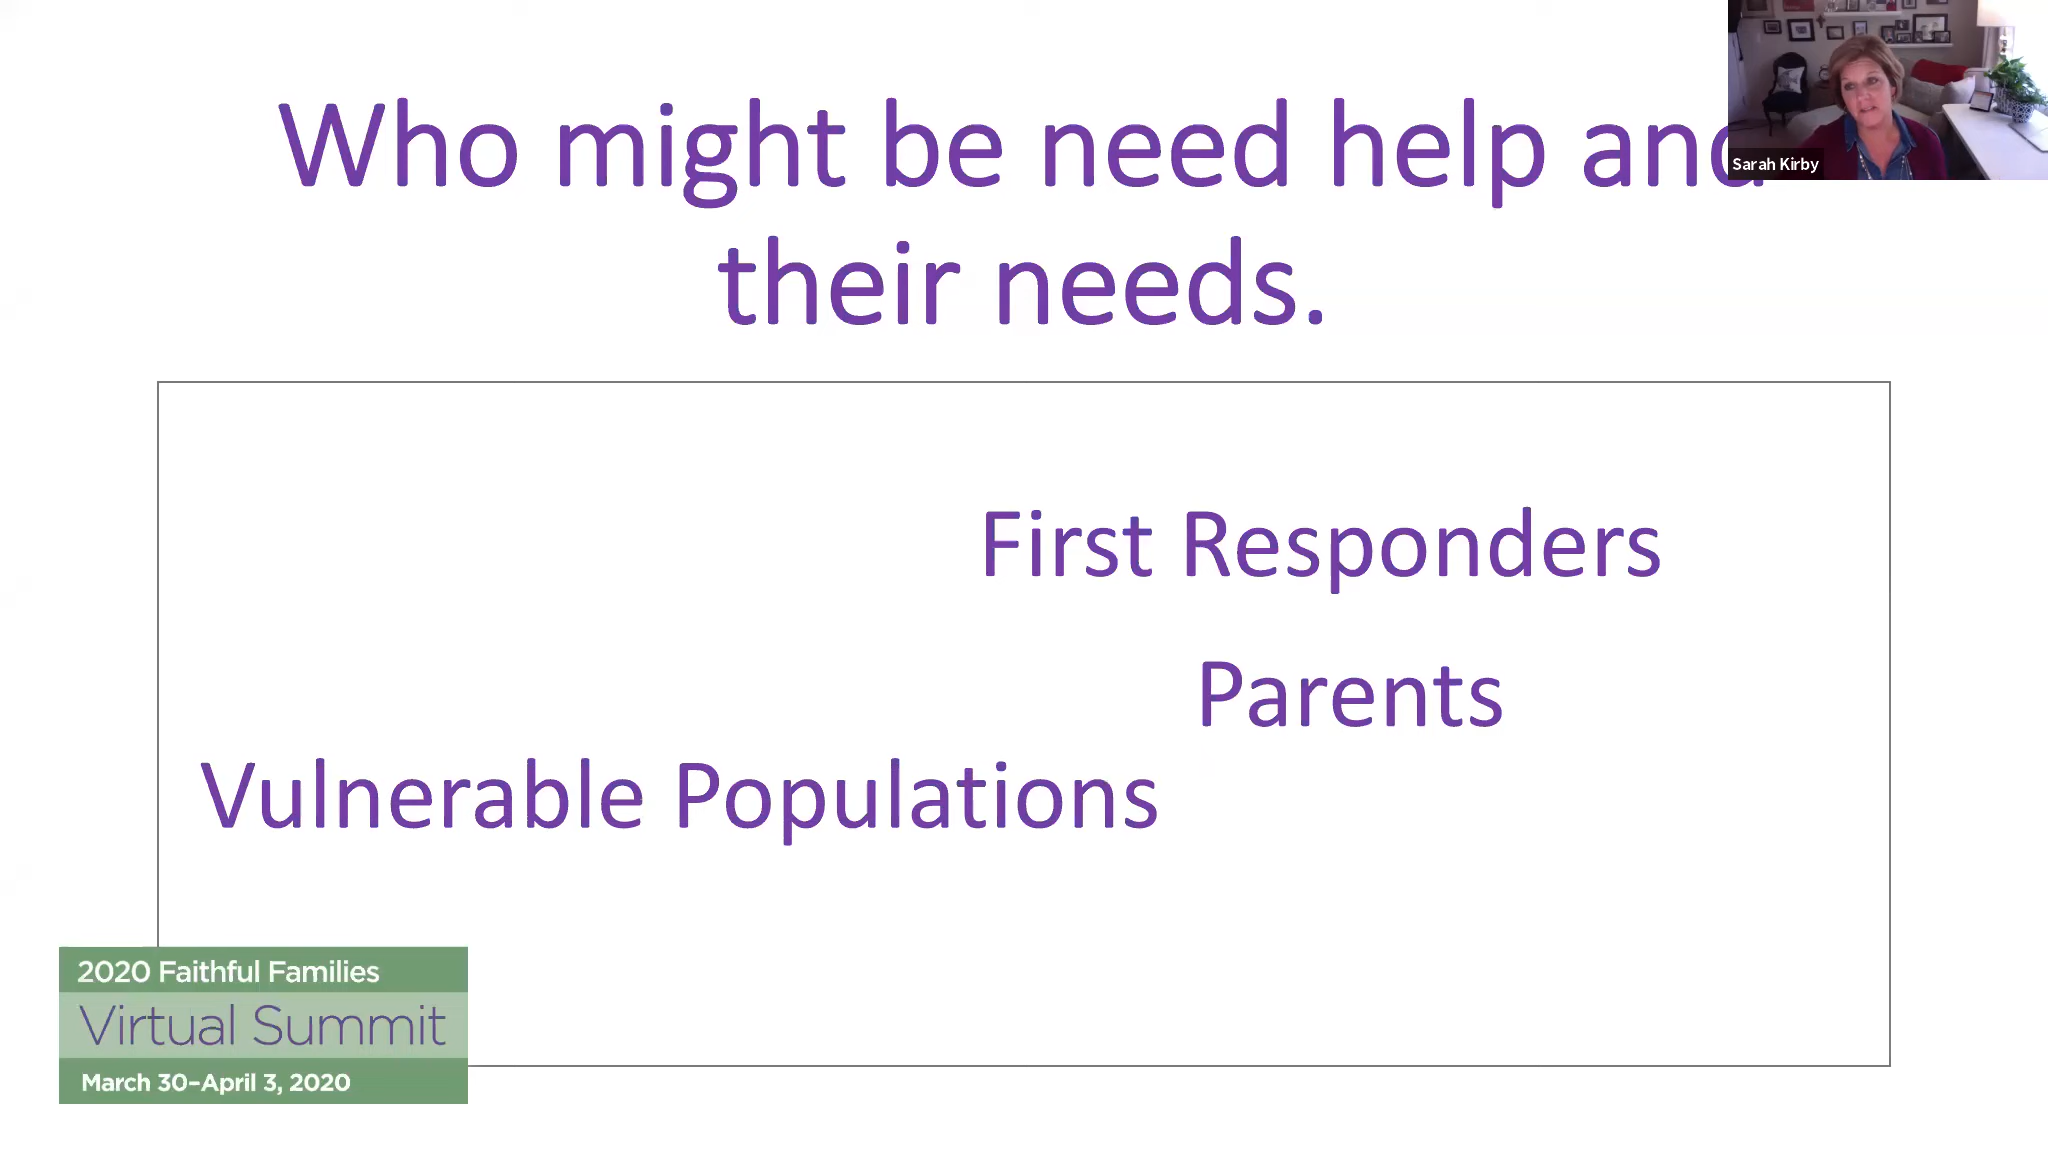 Who might be need help and
their needs.
Sarah Kirby
First Responders
Parents
Vulnerable Populations
2020 Faithful Families
Virtual Summit
March 30–April 3, 2020